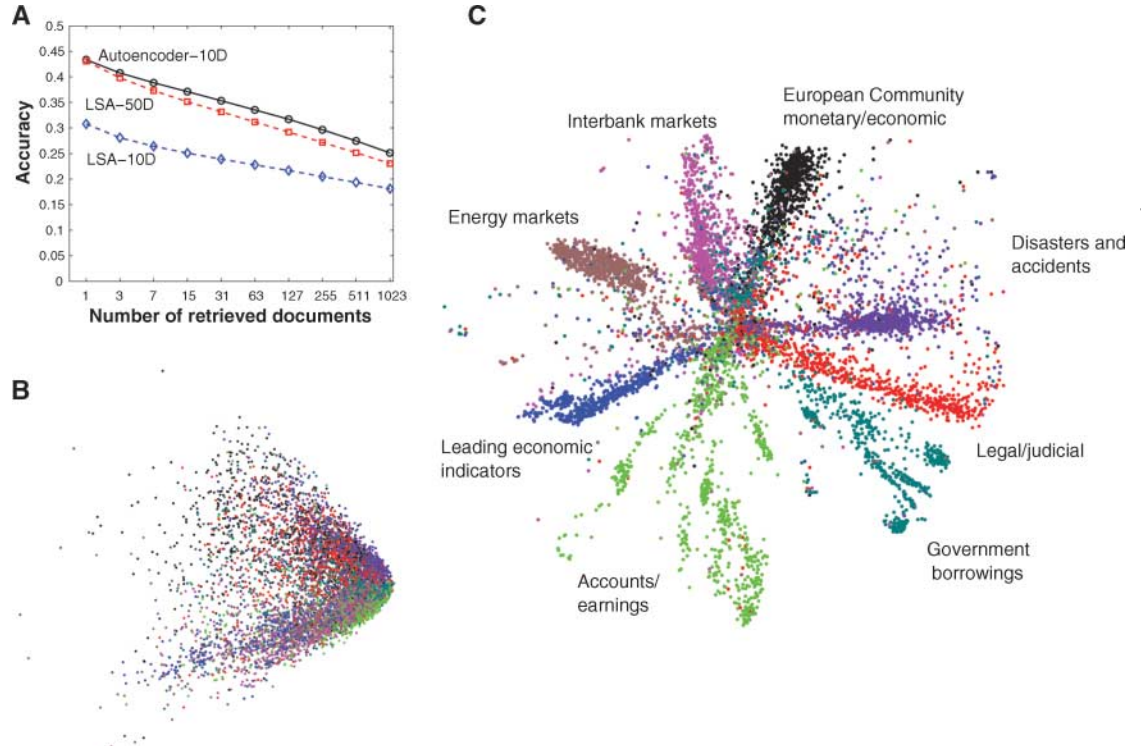 A
0.5
0.45
0.4
0.35
0.3
0.25
0.2
0.15
0.1
0.05
0
Accuracy
Autoencoder–10D
LSA–50D
LSA–10D
1 3 7 15 31 63 127 255 511 1023
Number of retrieved documents
B
C
European Community
monetary/economic
Interbank markets
Energy markets
Disasters and
accidents
Leading economic
indicators
Legal/judicial
Accounts/
earnings
Government
borrowings